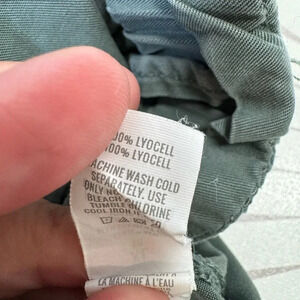 100% LYOCELL
100% LYOCELL
MACHINE WASH COLD
SEPARATELY. USE
ONLY NON
BLEACH CHLORINE
TUMBLE
COOL IRON
LA MACHINE À L'EAU